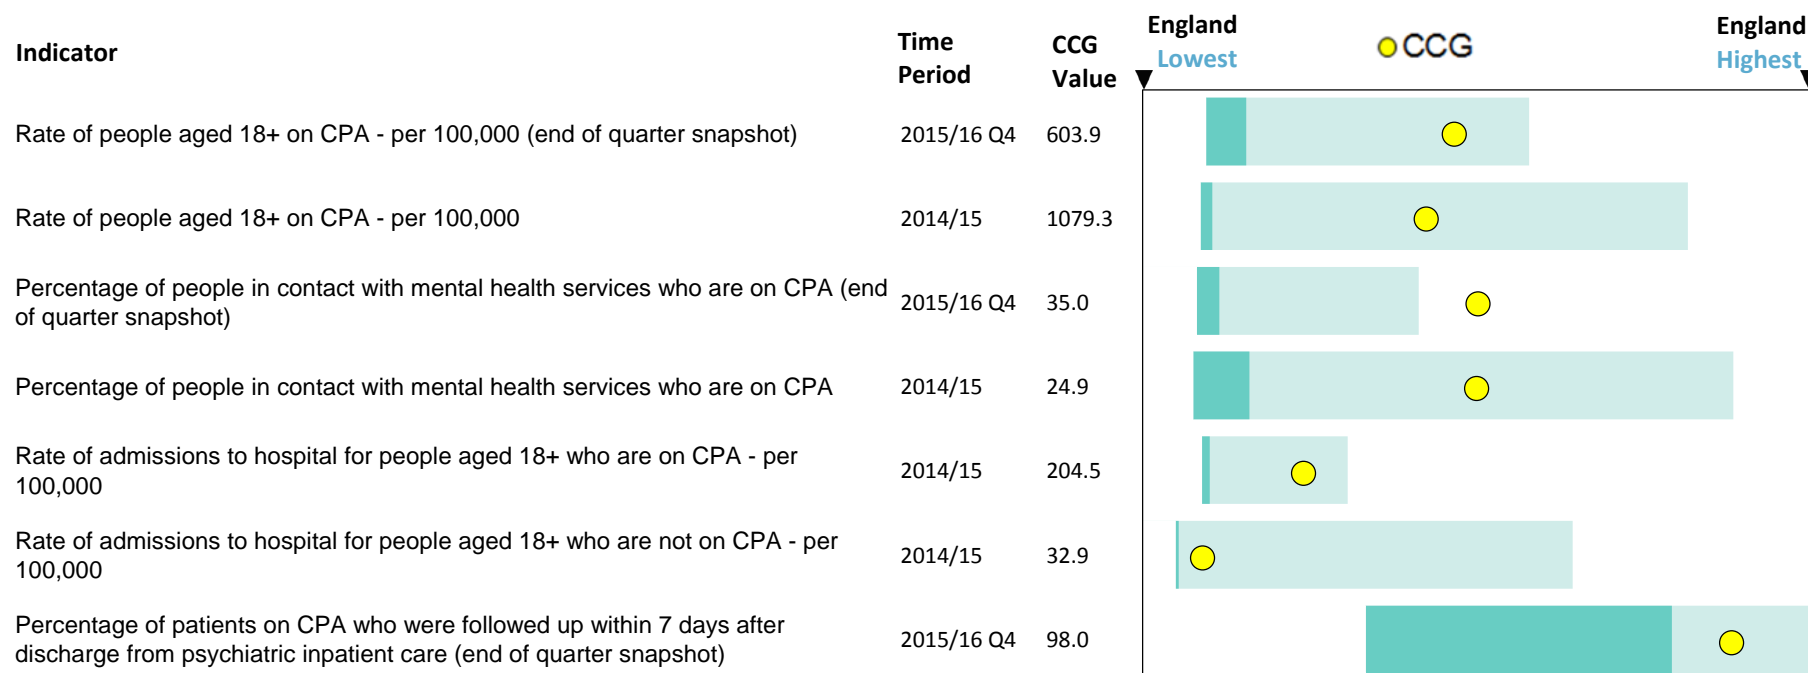 Indicator
Time Period
CCG Value
England Lowest
CCG
England Highest
Rate of people aged 18+ on CPA - per 100,000 (end of quarter snapshot) 2015/16 Q4 603.9
Rate of people aged 18+ on CPA - per 100,000 2014/15 1079.3
Percentage of people in contact with mental health services who are on CPA (end
of quarter snapshot) 2015/16 Q4 35.0
Percentage of people in contact with mental health services who are on CPA 2014/15 24.9
Rate of admissions to hospital for people aged 18+ who are on CPA - per
100,000 2014/15 204.5
Rate of admissions to hospital for people aged 18+ who are not on CPA - per
100,000 2014/15 32.9
Percentage of patients on CPA who were followed up within 7 days after
discharge from psychiatric inpatient care (end of quarter snapshot) 2015/16 Q4 98.0